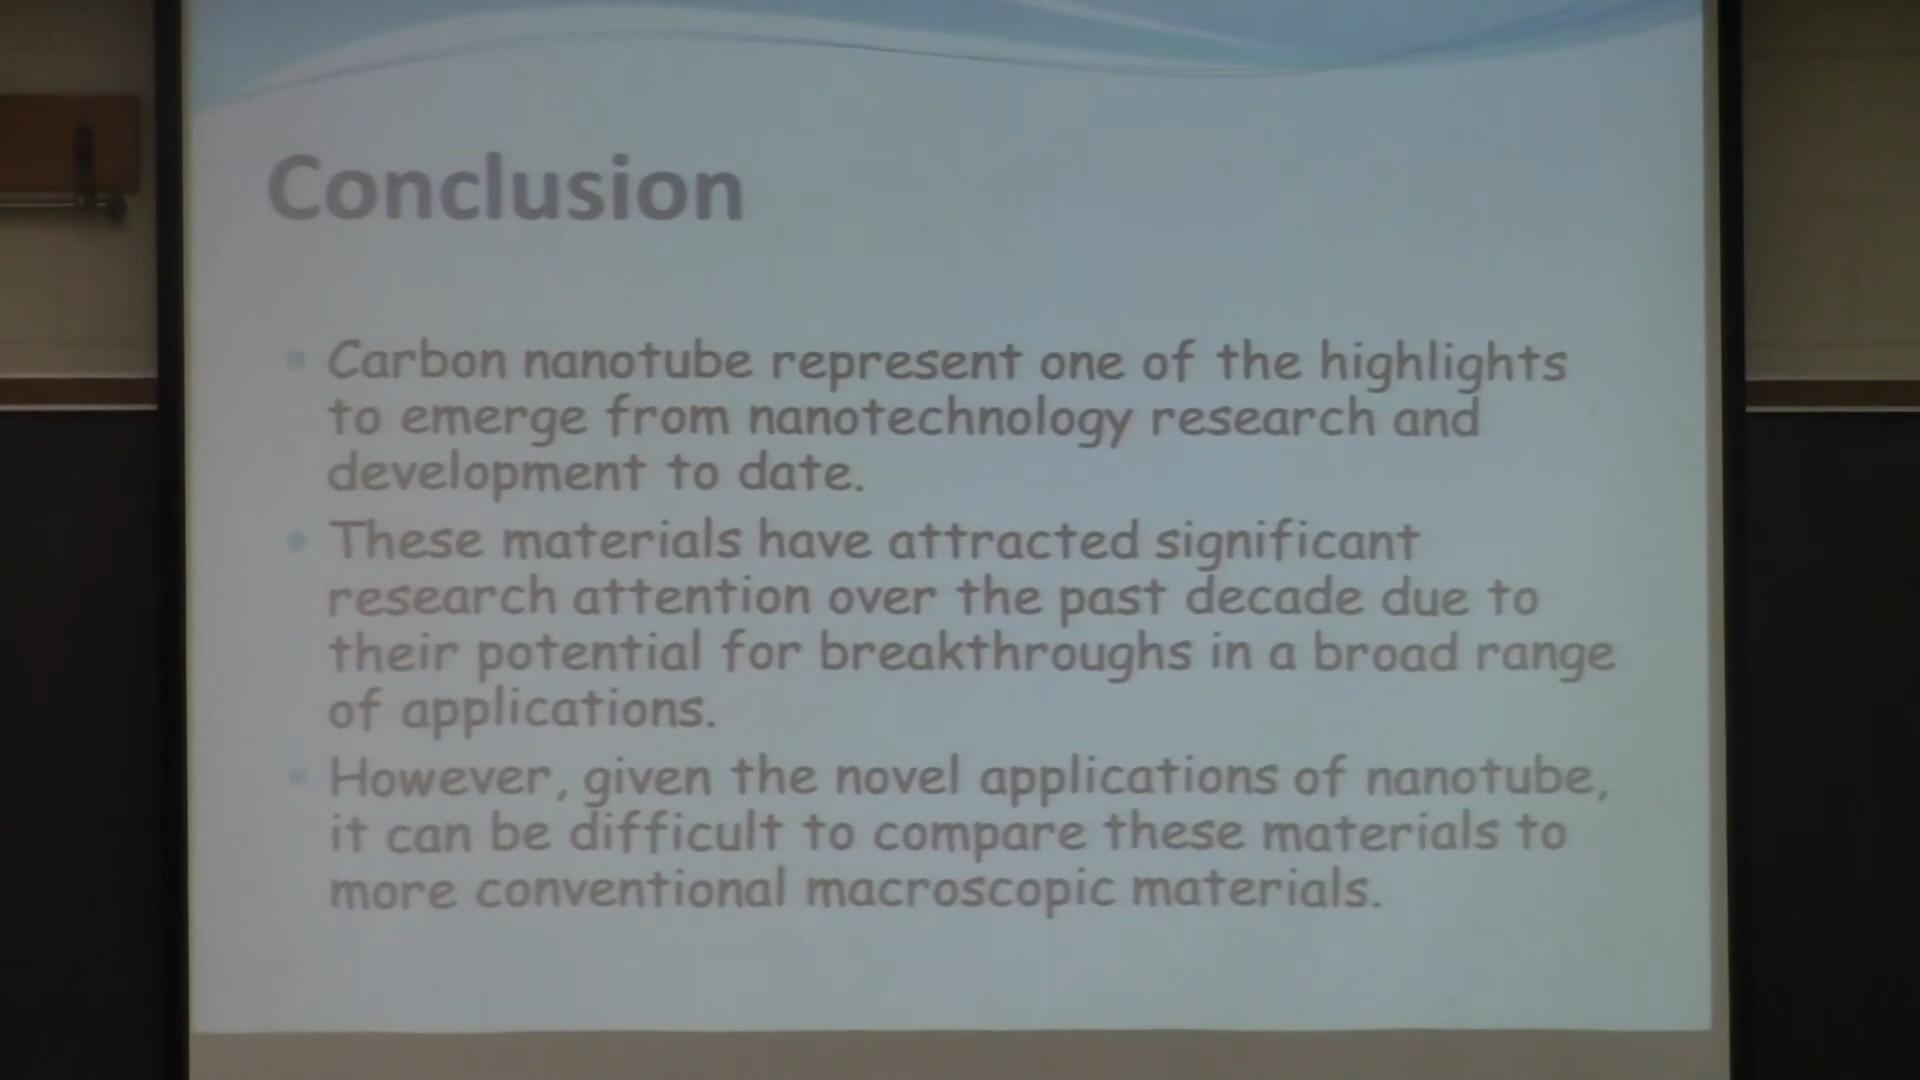 Conclusion
• Carbon nanotube represent one of the highlights
to emerge from nanotechnology research and
development to date.
• These materials have attracted significant
research attention over the past decade due to
their potential for breakthroughs in a broad range
of applications.
• However, given the novel applications of nanotube,
it can be difficult to compare these materials to
more conventional macroscopic materials.